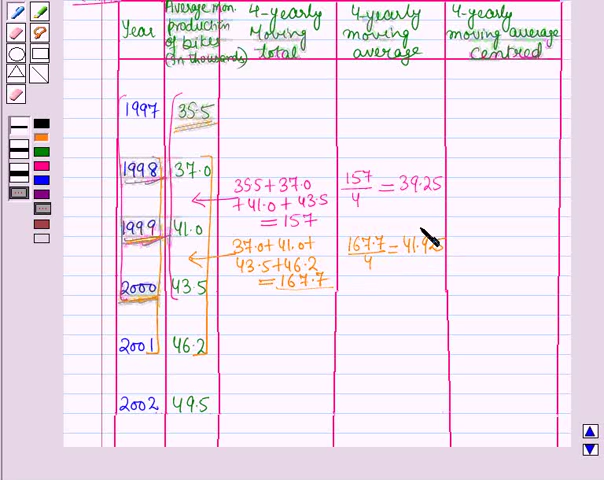 Year
Average mon.
production
of bikes
(in thousands)
4-yearly
Moving
total
4-yearly
moving
average
4-yearly
moving average
Centred
1997 35.5
1998 37.0
355+37.0
+41.0+43.5
=157
157/4 = 39.25
1999 41.0
37.0+41.0+
43.5+46.2
=167.7
167.7/4 = 41.925
2000 43.5
2001 46.2
2002 49.5